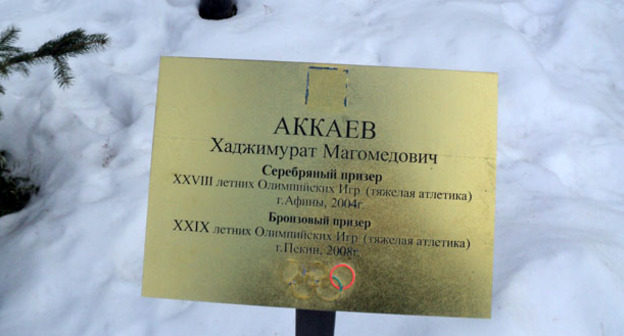 АККАЕВ
Хаджимурат Магомедович
Серебряный призер
XXVIII летних Олимпийских Игр (тяжелая атлетика)
г.Афины, 2004г.
Бронзовый призер
XXIX летних Олимпийских Игр (тяжелая атлетика)
г.Пекин, 2008г.